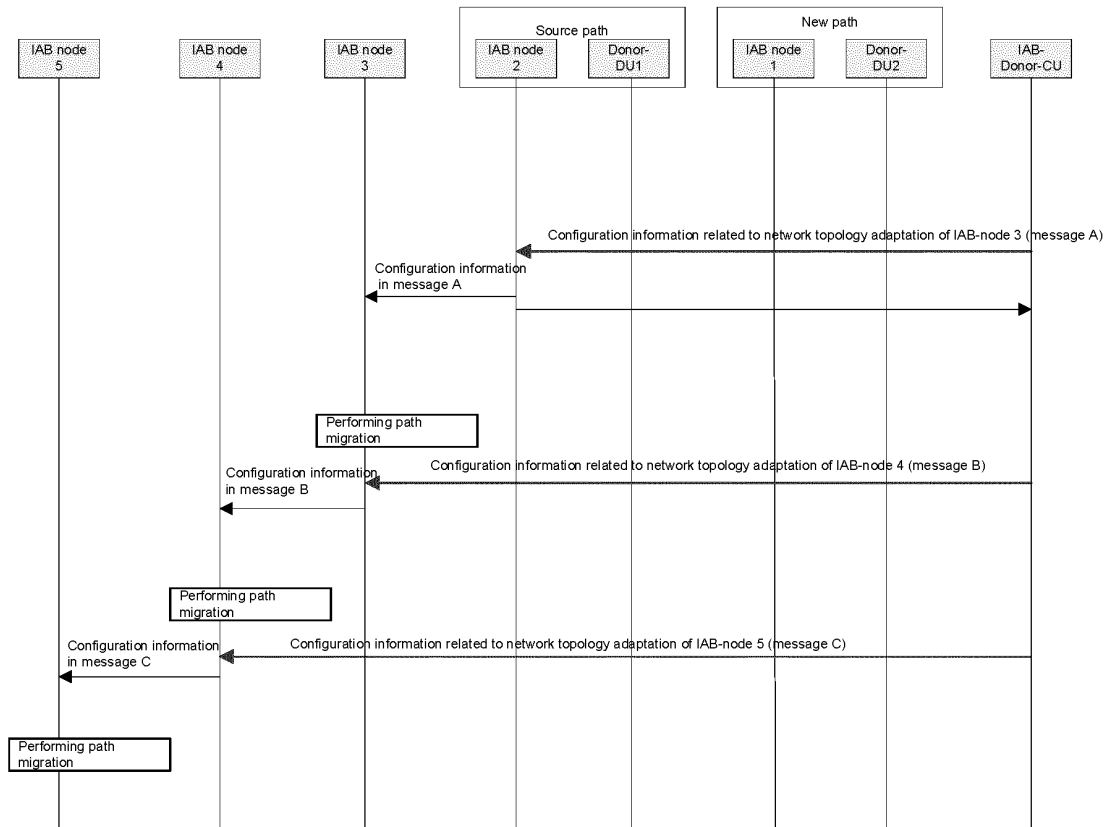 Source path
New path
IAB node
5
IAB node
4
IAB node
3
IAB node
2
Donor-
DU1
IAB node
1
Donor-
DU2
IAB-
Donor-CU
Configuration information related to network topology adaptation of IAB-node 3 (message A)
Configuration information
in message A
Performing path
migration
Configuration information related to network topology adaptation of IAB-node 4 (message B)
Configuration information
in message B
Performing path
migration
Configuration information related to network topology adaptation of IAB-node 5 (message C)
Configuration information
in message C
Performing path
migration